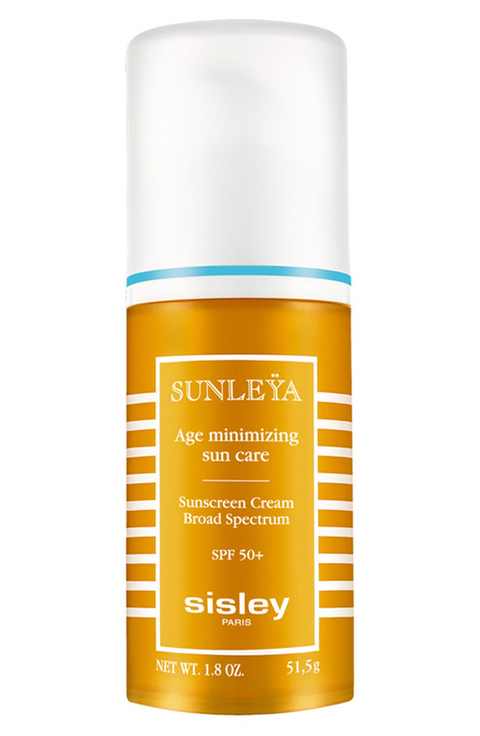 SUNLEŸA
Age minimizing
sun care
Sunscreen Cream
Broad Spectrum
SPF 50+
sisley
PARIS
NET WT. 1.8 OZ. 51,5g